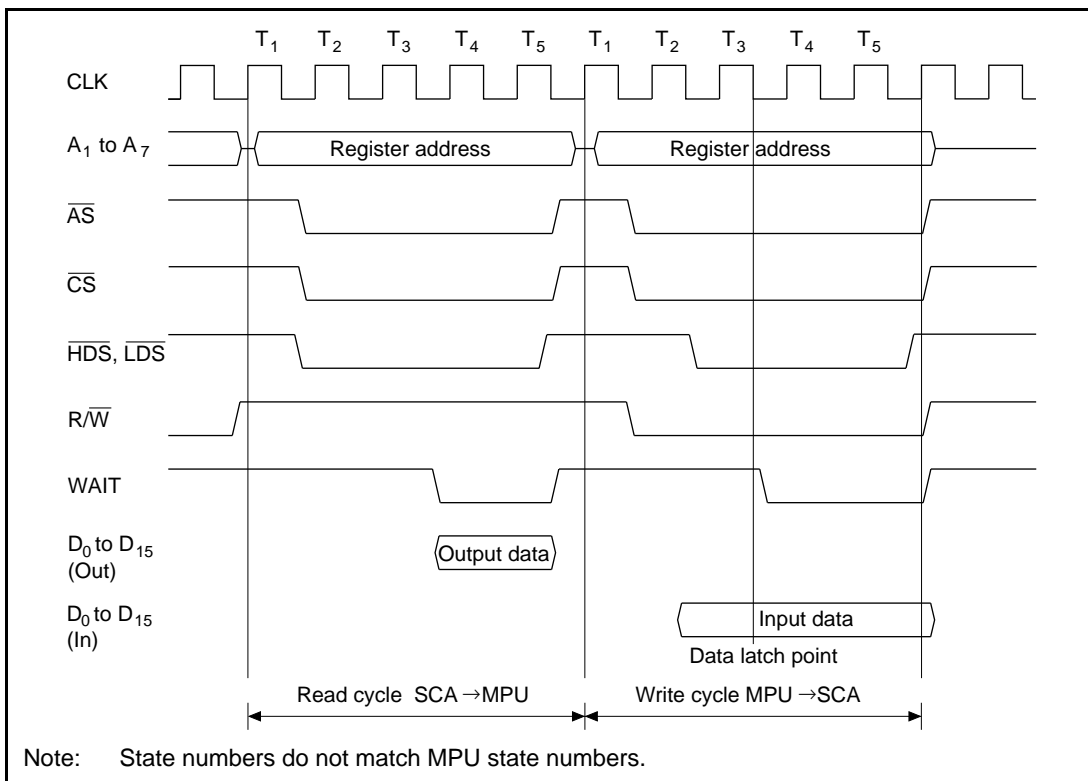 T1 T2 T3 T4 T5 T1 T2 T3 T4 T5
CLK
A1 to A7
Register address
Register address
AS
CS
HDS, LDS
R/W
WAIT
D0 to D15
(Out)
Output data
D0 to D15
(In)
Input data
Data latch point
Read cycle SCA→MPU
Write cycle MPU→SCA
Note: State numbers do not match MPU state numbers.